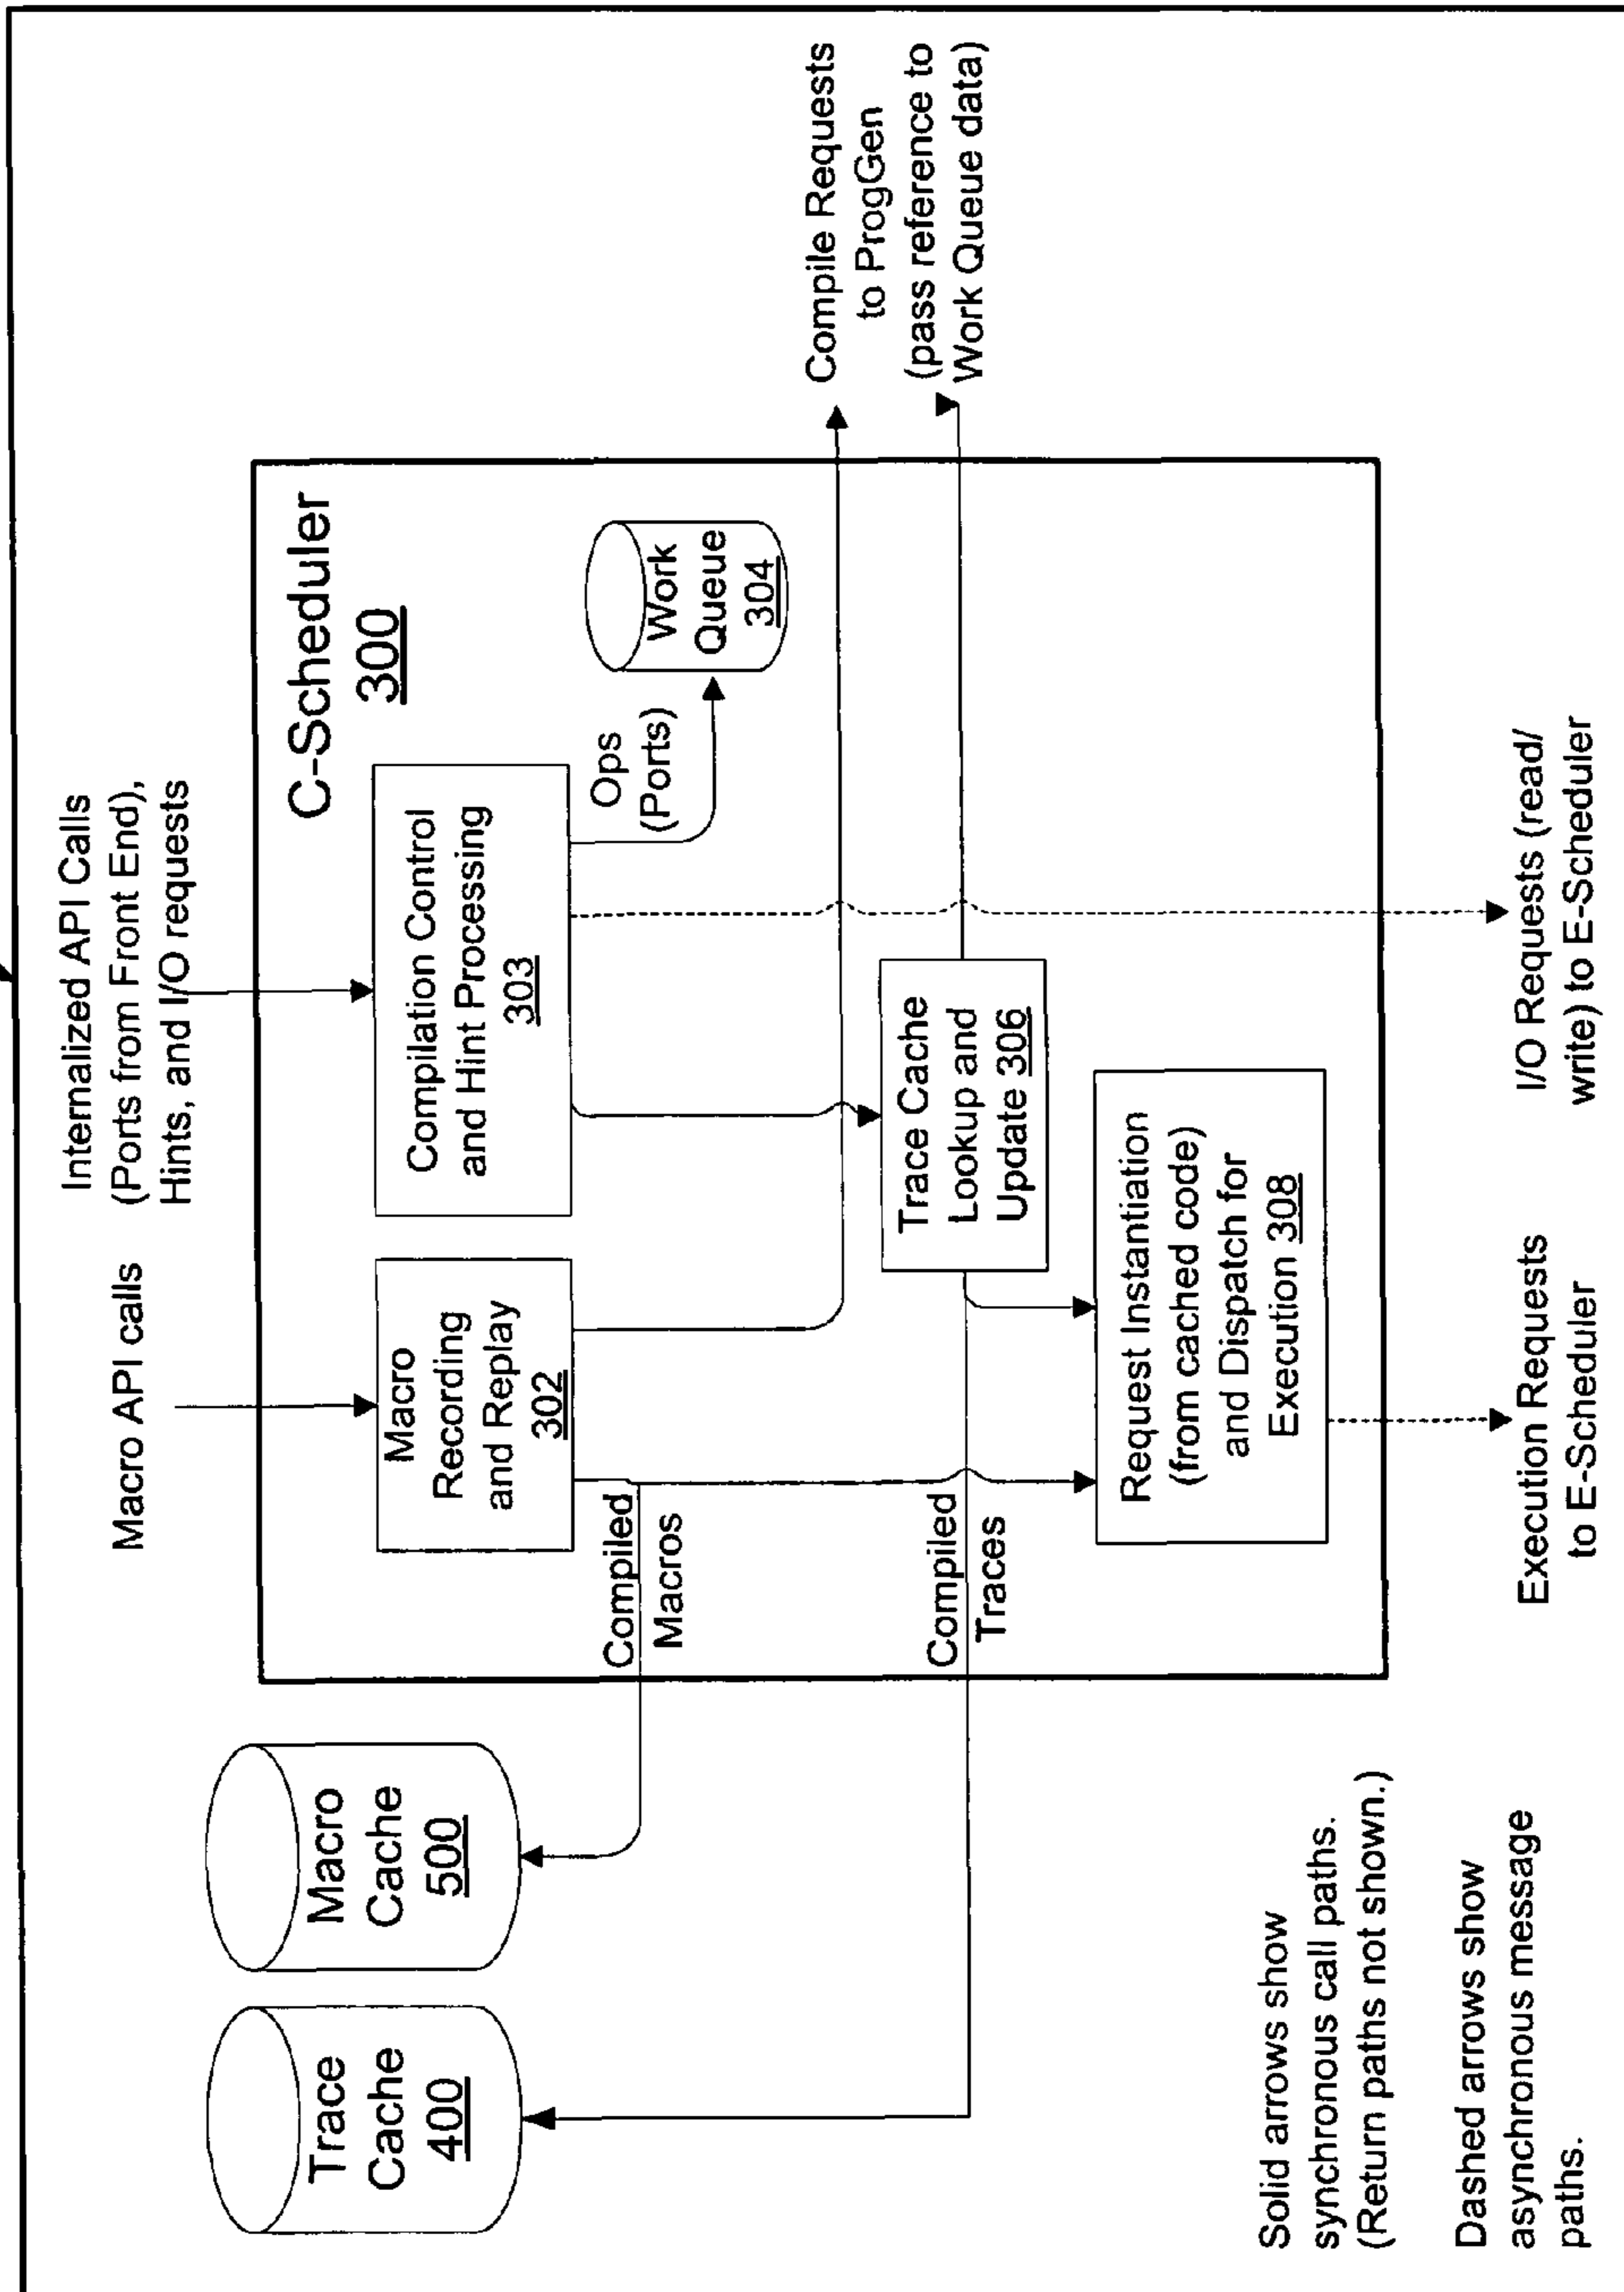 Macro API calls
Internalized API Calls
(Ports from Front End),
Hints, and I/O requests
Trace
Cache
400
Macro
Cache
500
C-Scheduler
300
Macro
Recording
and Replay
302
Compilation Control
and Hint Processing
303
Ops
(Ports)
Work
Queue
304
Compiled
Macros
Compile Requests
to ProgGen
(pass reference to
Work Queue data)
Trace Cache
Lookup and
Update 306
Compiled
Traces
Request Instantiation
(from cached code)
and Dispatch for
Execution 308
Solid arrows show
synchronous call paths.
(Return paths not shown.)
Dashed arrows show
asynchronous message
paths.
Execution Requests
to E-Scheduler
I/O Requests (read/
write) to E-Scheduler